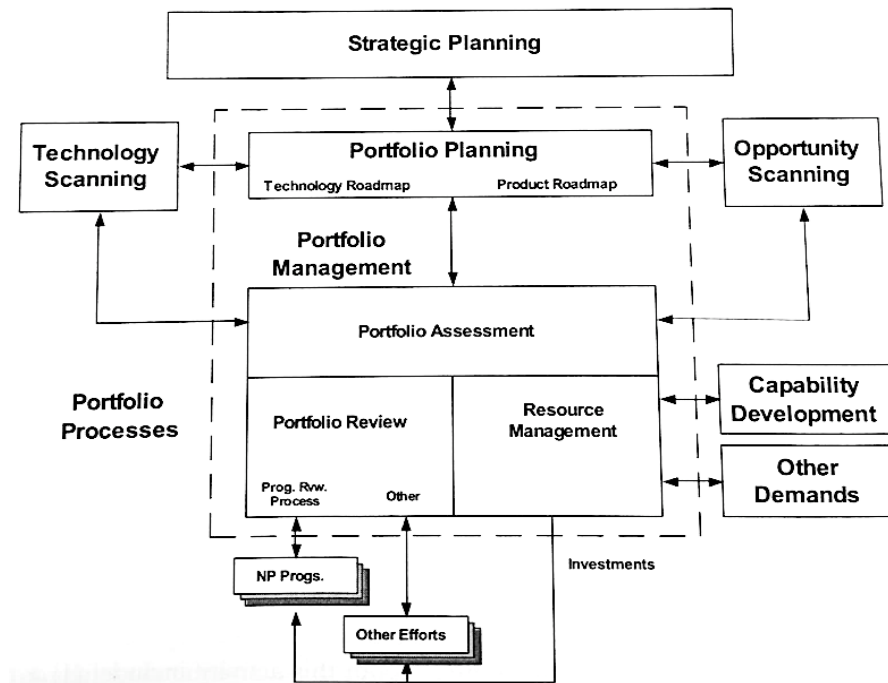 Strategic Planning
Technology
Scanning
Portfolio Planning
Technology Roadmap
Product Roadmap
Opportunity
Scanning
Portfolio
Management
Portfolio Assessment
Portfolio
Processes
Portfolio Review
Prog. Rvw.
Process
Other
Resource
Management
Capability
Development
Other
Demands
NP Progs.
Investments
Other Efforts